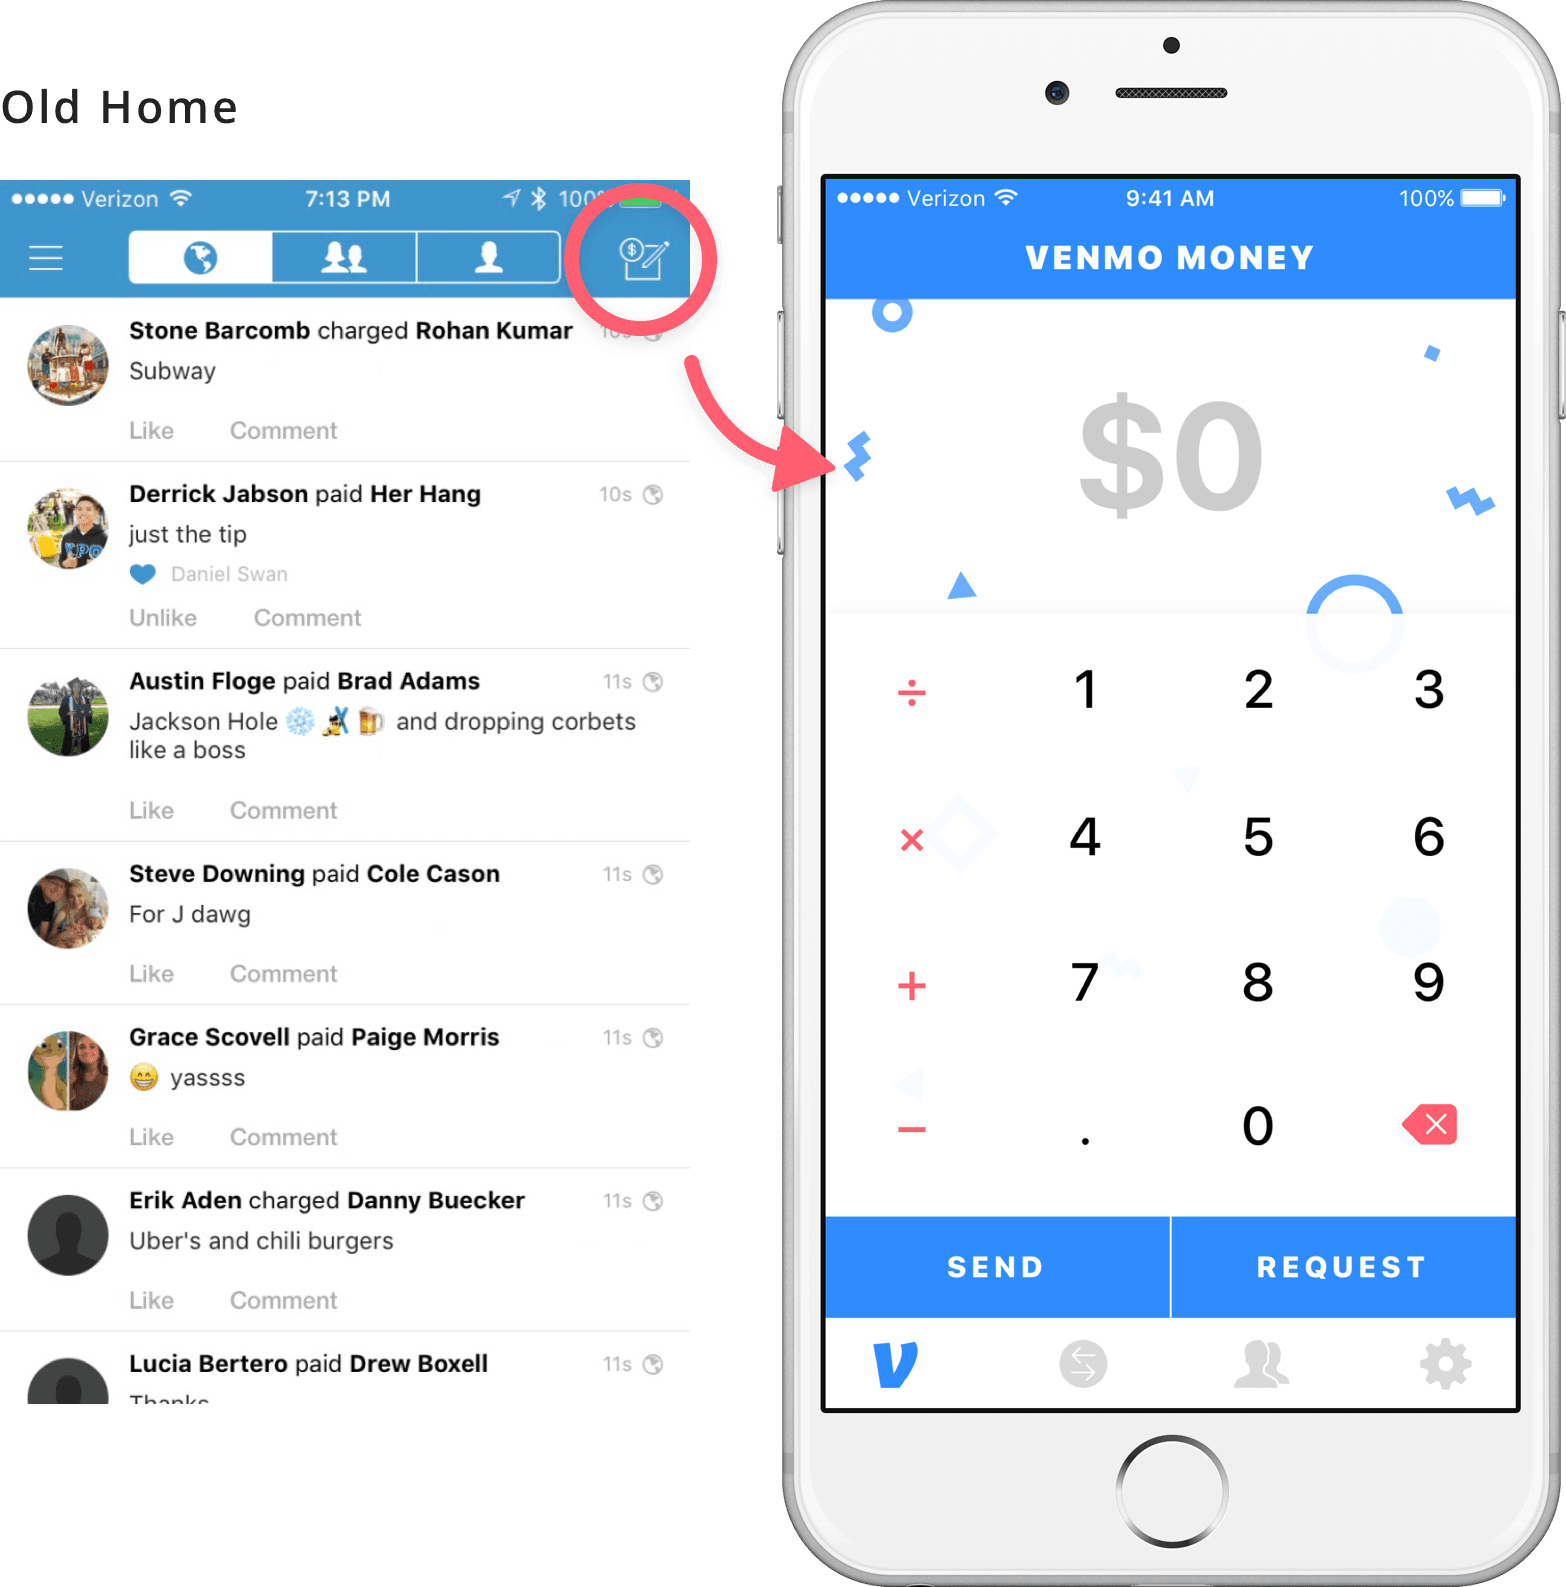 Old Home
Verizon
7:13 PM
100%
Stone Barcomb charged Rohan Kumar
10s
Subway
Like Comment
Derrick Jabson paid Her Hang
10s
just the tip
Daniel Swan
Unlike Comment
Austin Floge paid Brad Adams
11s
Jackson Hole ❄️ ⛷️ 🍺 and dropping corbets
like a boss
Like Comment
Steve Downing paid Cole Cason
11s
For J dawg
Like Comment
Grace Scovell paid Paige Morris
11s
😁 yassss
Like Comment
Erik Aden charged Danny Buecker
11s
Uber's and chili burgers
Like Comment
Lucia Bertero paid Drew Boxell
11s
Thanks
Verizon
9:41 AM
100%
VENMO MONEY
$0
÷ 1 2 3
× 4 5 6
+ 7 8 9
− . 0
SEND
REQUEST